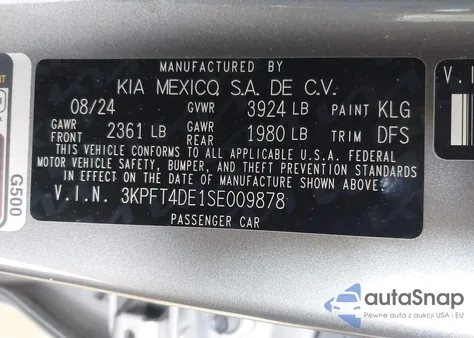 MANUFACTURED BY
KIA MEXICO, S.A. DE C.V.
08/24 GVWR 3924 LB PAINT KLG
GAWR FRONT 2361 LB GAWR REAR 1980 LB TRIM DFS
THIS VEHICLE CONFORMS TO ALL APPLICABLE U.S.A. FEDERAL
MOTOR VEHICLE SAFETY, BUMPER, AND THEFT PREVENTION STANDARDS
IN EFFECT ON THE DATE OF MANUFACTURE SHOWN ABOVE.
V.I.N. 3KPFT4DE1SE009878
PASSENGER CAR
G500
V.I
autoSnap
Pewne auta z aukcji USA i EU